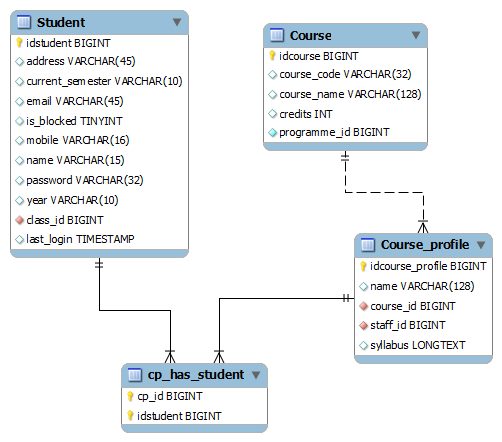 Student
idstudent BIGINT
address VARCHAR(45)
current_semester VARCHAR(10)
email VARCHAR(45)
is_blocked TINYINT
mobile VARCHAR(16)
name VARCHAR(15)
password VARCHAR(32)
year VARCHAR(10)
class_id BIGINT
last_login TIMESTAMP
Course
idcourse BIGINT
course_code VARCHAR(32)
course_name VARCHAR(128)
credits INT
programme_id BIGINT
Course_profile
idcourse_profile BIGINT
name VARCHAR(128)
course_id BIGINT
staff_id BIGINT
syllabus LONGTEXT
cp_has_student
cp_id BIGINT
idstudent BIGINT